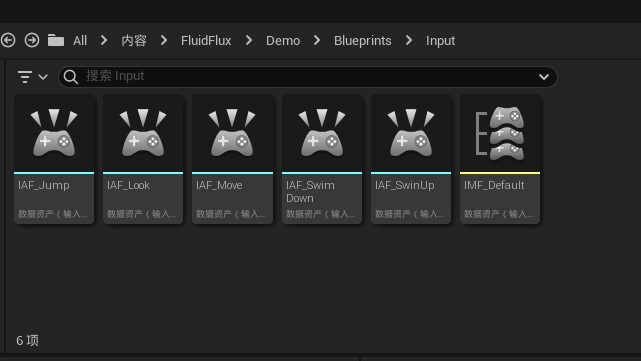 All > 内容 > FluidFlux > Demo > Blueprints > Input
搜索 Input
IAF_Jump
数据资产（输入...
IAF_Look
数据资产（输入...
IAF_Move
数据资产（输入...
IAF_Swim
Down
数据资产（输入...
IAF_SwinUp
数据资产（输入...
IMF_Default
数据资产（输入...
6 项